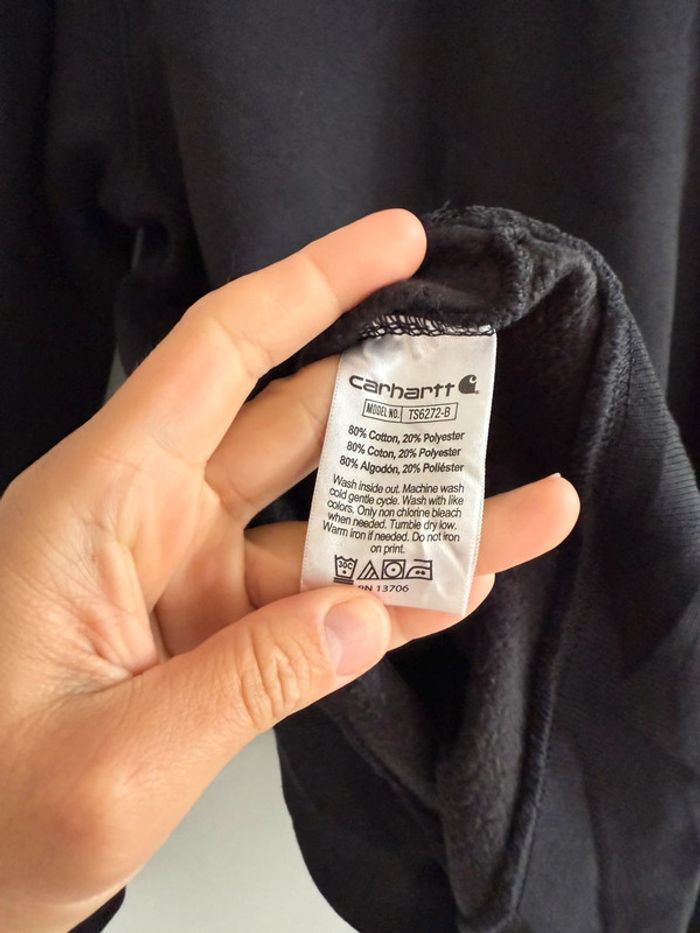 carhartt
MODEL NO. TS6272-B
80% Cotton, 20% Polyester
80% Coton, 20% Polyester
80% Algodón, 20% Poliéster
Wash inside out. Machine wash
cold gentle cycle. Wash with like
colors. Only non chlorine bleach
when needed. Tumble dry low.
Warm iron if needed. Do not iron
on print.
30C
RN 13706